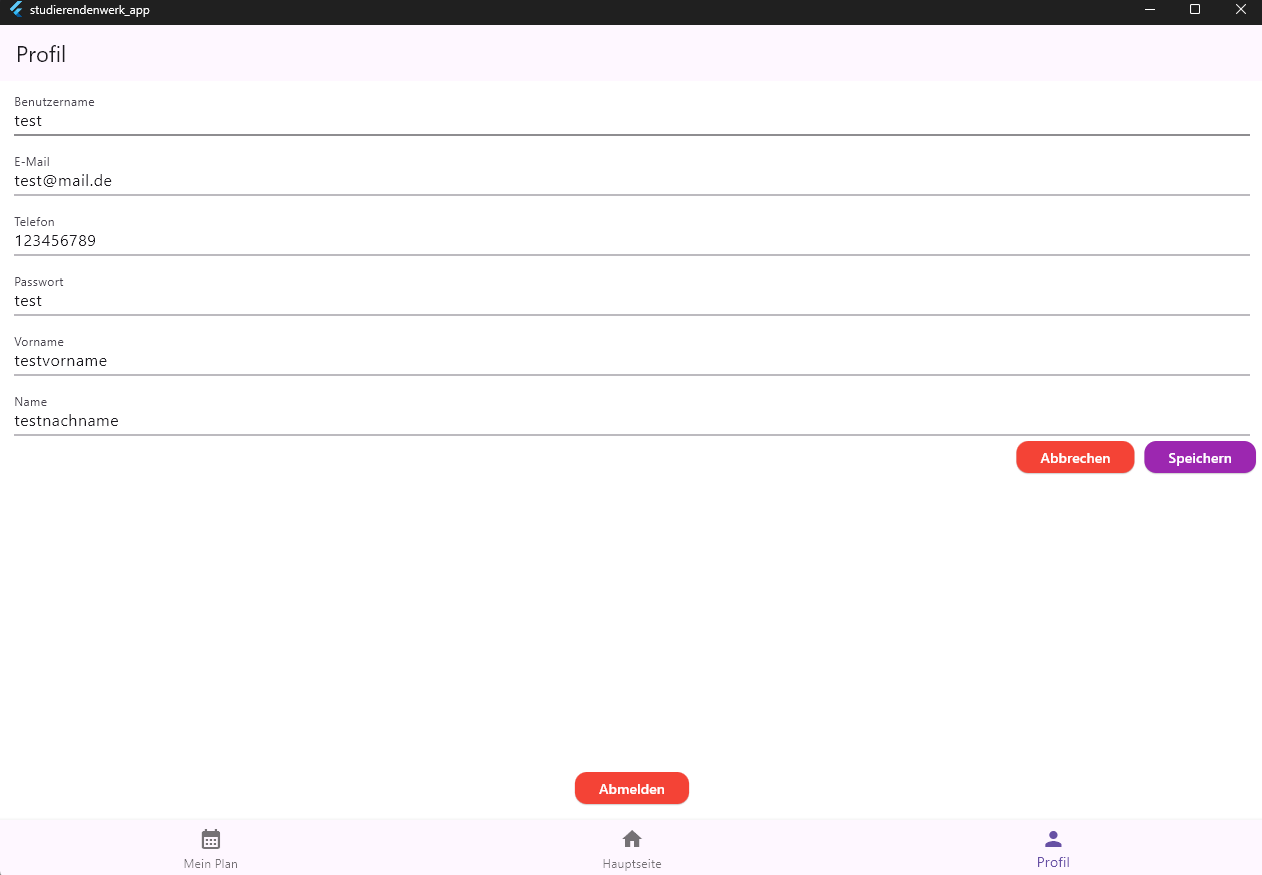 studierendenwerk_app
Profil
Benutzername
test
E-Mail
test@mail.de
Telefon
123456789
Passwort
test
Vorname
testvorname
Name
testnachname
Abbrechen Speichern
Abmelden
Mein Plan Hauptseite Profil